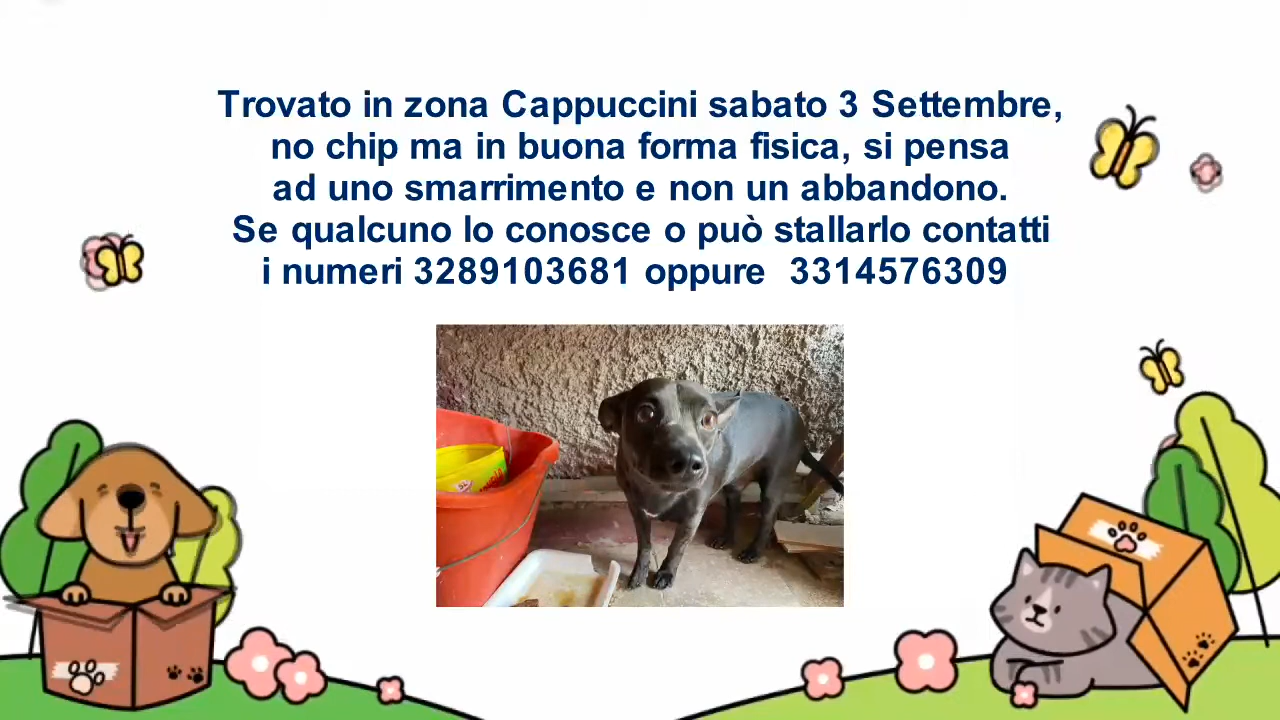 Trovato in zona Cappuccini sabato 3 Settembre,
no chip ma in buona forma fisica, si pensa
ad uno smarrimento e non un abbandono.
Se qualcuno lo conosce o può stallarlo contatti
i numeri 3289103681 oppure 3314576309